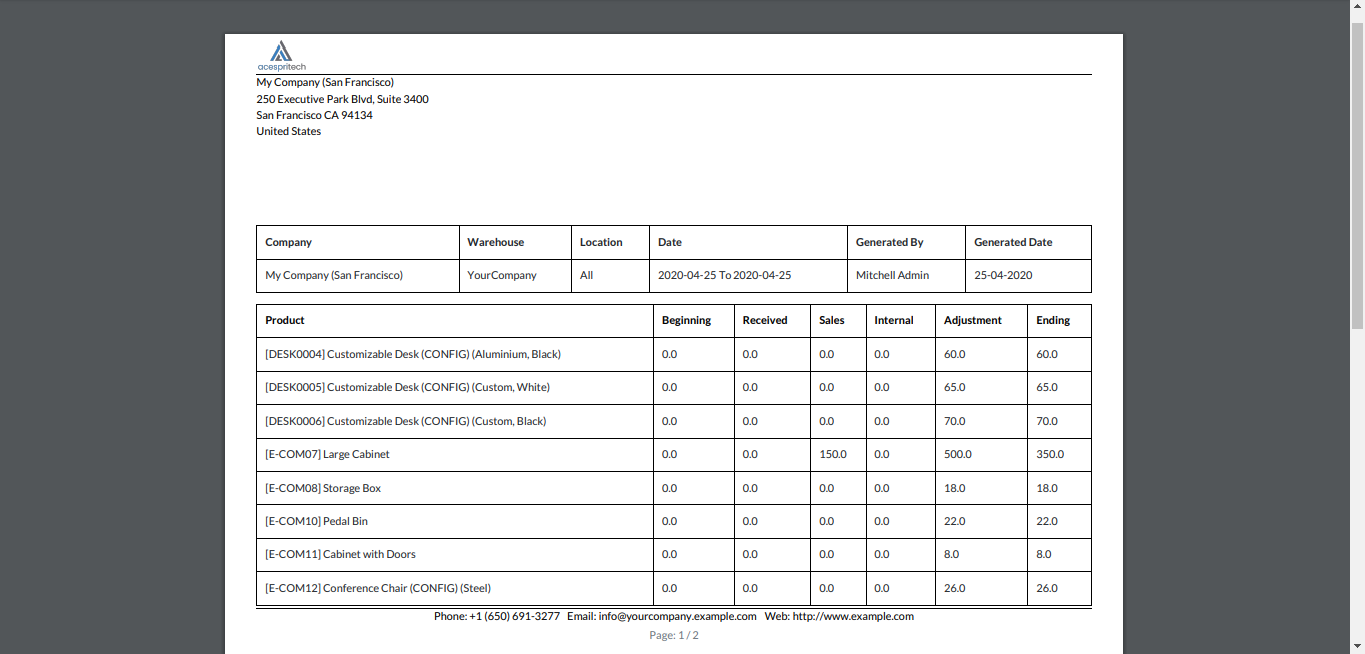 acespritech
My Company (San Francisco)
250 Executive Park Blvd, Suite 3400
San Francisco CA 94134
United States
Company Warehouse Location Date Generated By Generated Date
My Company (San Francisco) YourCompany All 2020-04-25 To 2020-04-25 Mitchell Admin 25-04-2020
Product Beginning Received Sales Internal Adjustment Ending
[DESK0004] Customizable Desk (CONFIG) (Aluminium, Black) 0.0 0.0 0.0 0.0 60.0 60.0
[DESK0005] Customizable Desk (CONFIG) (Custom, White) 0.0 0.0 0.0 0.0 65.0 65.0
[DESK0006] Customizable Desk (CONFIG) (Custom, Black) 0.0 0.0 0.0 0.0 70.0 70.0
[E-COM07] Large Cabinet 0.0 0.0 150.0 0.0 500.0 350.0
[E-COM08] Storage Box 0.0 0.0 0.0 0.0 18.0 18.0
[E-COM10] Pedal Bin 0.0 0.0 0.0 0.0 22.0 22.0
[E-COM11] Cabinet with Doors 0.0 0.0 0.0 0.0 8.0 8.0
[E-COM12] Conference Chair (CONFIG) (Steel) 0.0 0.0 0.0 0.0 26.0 26.0
Phone: +1 (650) 691-3277 Email: info@yourcompany.example.com Web: http://www.example.com
Page: 1 / 2